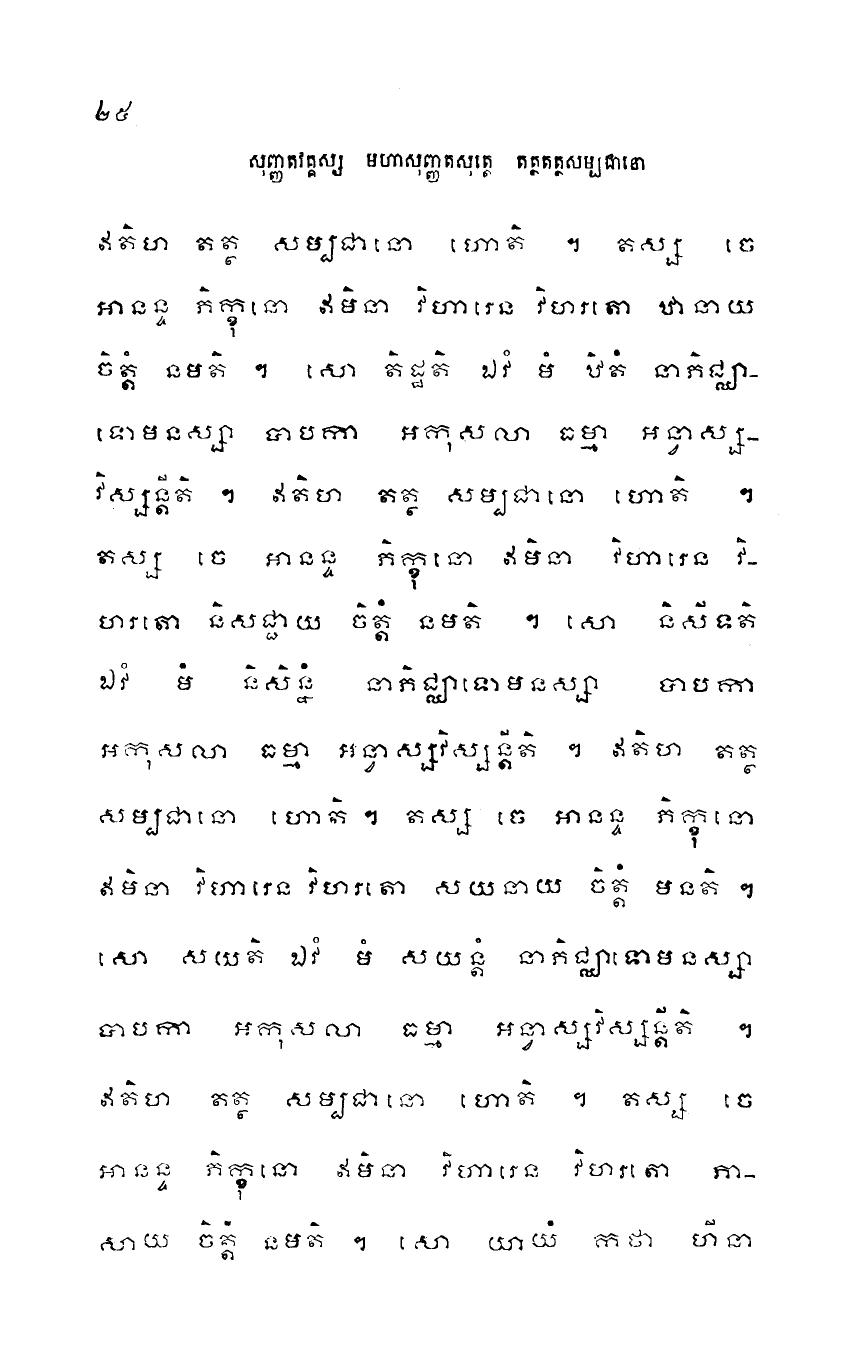 ២៥
សុញ្ញតវគ្គស្ស មហាសុញ្ញតសុត្តេ តត្ថតត្ថសម្បជានោ
ឥតិហ តត្ថ សម្បជានោ ហោតិ ។ តស្ស ចេ
អានន្ទ ភិក្ខុនោ ឥមិនា វិហារេន វិហរតោ ឋានាយ
ចិត្តំ នមតិ ។ សោ តិដ្ឋតិ ឯវំ មំ ឋិតំ នាភិជ្ឈា-
ទោមនស្សា បាបកា អកុសលា ធម្មា អន្វាស្ស-
វិស្សន្តីតិ ។ ឥតិហ តត្ថ សម្បជានោ ហោតិ ។
តស្ស ចេ អានន្ទ ភិក្ខុនោ ឥមិនា វិហារេន វិ-
ហរតោ និសជ្ជាយ ចិត្តំ នមតិ ។ សោ និសីទតិ
ឯវំ មំ និសិន្នំ នាភិជ្ឈាទោមនស្សា បាបកា
អកុសលា ធម្មា អន្វាស្សវិស្សន្តីតិ ។ ឥតិហ តត្ថ
សម្បជានោ ហោតិ ។ តស្ស ចេ អានន្ទ ភិក្ខុនោ
ឥមិនា វិហារេន វិហរតោ សយនាយ ចិត្តំ មនតិ ។
សោ សយតិ ឯវំ មំ សយន្តំ នាភិជ្ឈាទោមនស្សា
បាបកា អកុសលា ធម្មា អន្វាស្សវិស្សន្តីតិ ។
ឥតិហ តត្ថ សម្បជានោ ហោតិ ។ តស្ស ចេ
អានន្ទ ភិក្ខុនោ ឥមិនា វិហារេន វិហរតោ ភា-
សាយ ចិត្តំ នមតិ ។ សោ យាយំ កថា ហីនា